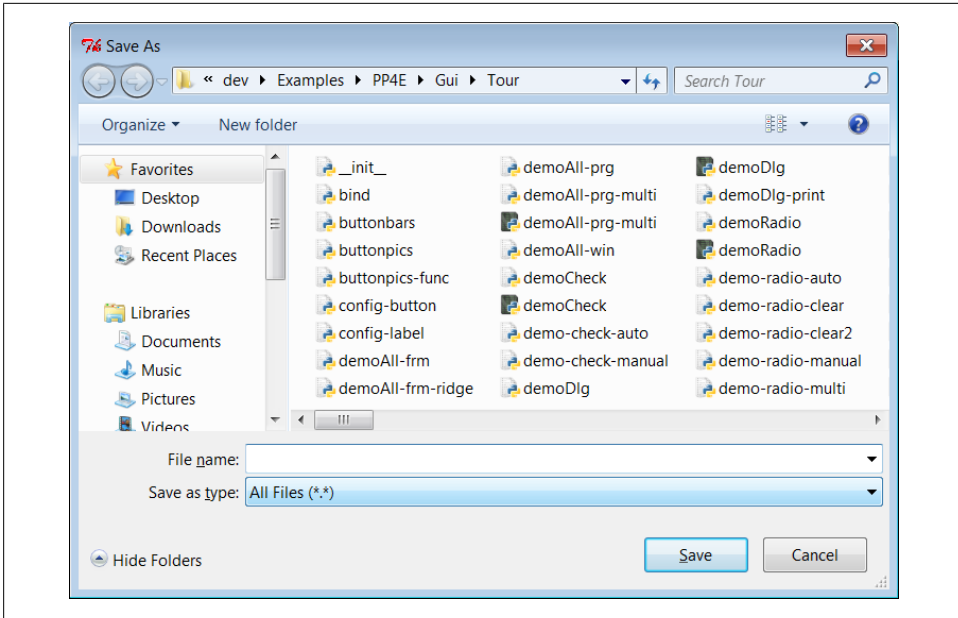 Save As
« dev ▸ Examples ▸ PP4E ▸ Gui ▸ Tour
Search Tour
Organize
New folder
Favorites
Desktop
Downloads
Recent Places
Libraries
Documents
Music
Pictures
Videos
__init__
bind
buttonbars
buttonpics
buttonpics-func
config-button
config-label
demoAll-frm
demoAll-frm-ridge
demoAll-prg
demoAll-prg-multi
demoAll-prg-multi
demoAll-win
demoCheck
demoCheck
demo-check-auto
demo-check-manual
demoDlg
demoDlg
demoDlg-print
demoRadio
demoRadio
demo-radio-auto
demo-radio-clear
demo-radio-clear2
demo-radio-manual
demo-radio-multi
File name:
Save as type: All Files (*.*)
Hide Folders
Save
Cancel